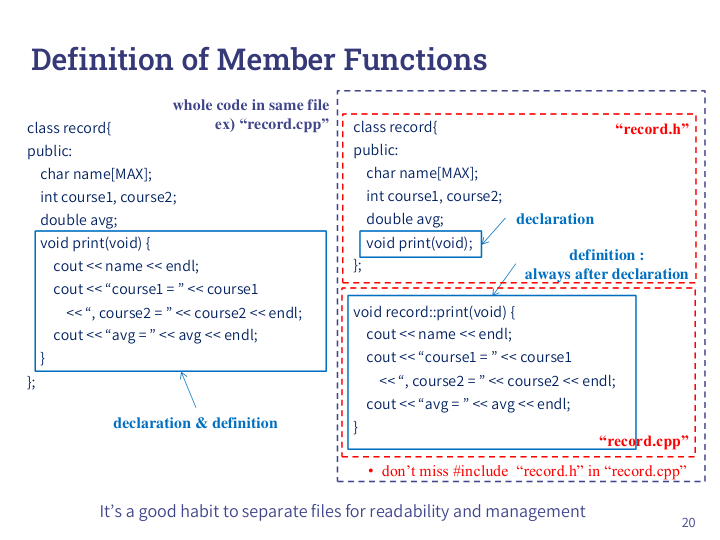 Definition of Member Functions
whole code in same file
ex) “record.cpp”
class record{
public:
char name[MAX];
int course1, course2;
double avg;
void print(void) {
cout << name << endl;
cout << “course1 = ” << course1
<< “, course2 = ” << course2 << endl;
cout << “avg = ” << avg << endl;
}
};
declaration & definition
“record.h”
class record{
public:
char name[MAX];
int course1, course2;
double avg;
declaration
void print(void);
};
definition :
always after declaration
void record::print(void) {
cout << name << endl;
cout << “course1 = ” << course1
<< “, course2 = ” << course2 << endl;
cout << “avg = ” << avg << endl;
}
“record.cpp”
• don’t miss #include “record.h” in “record.cpp”
It’s a good habit to separate files for readability and management
20